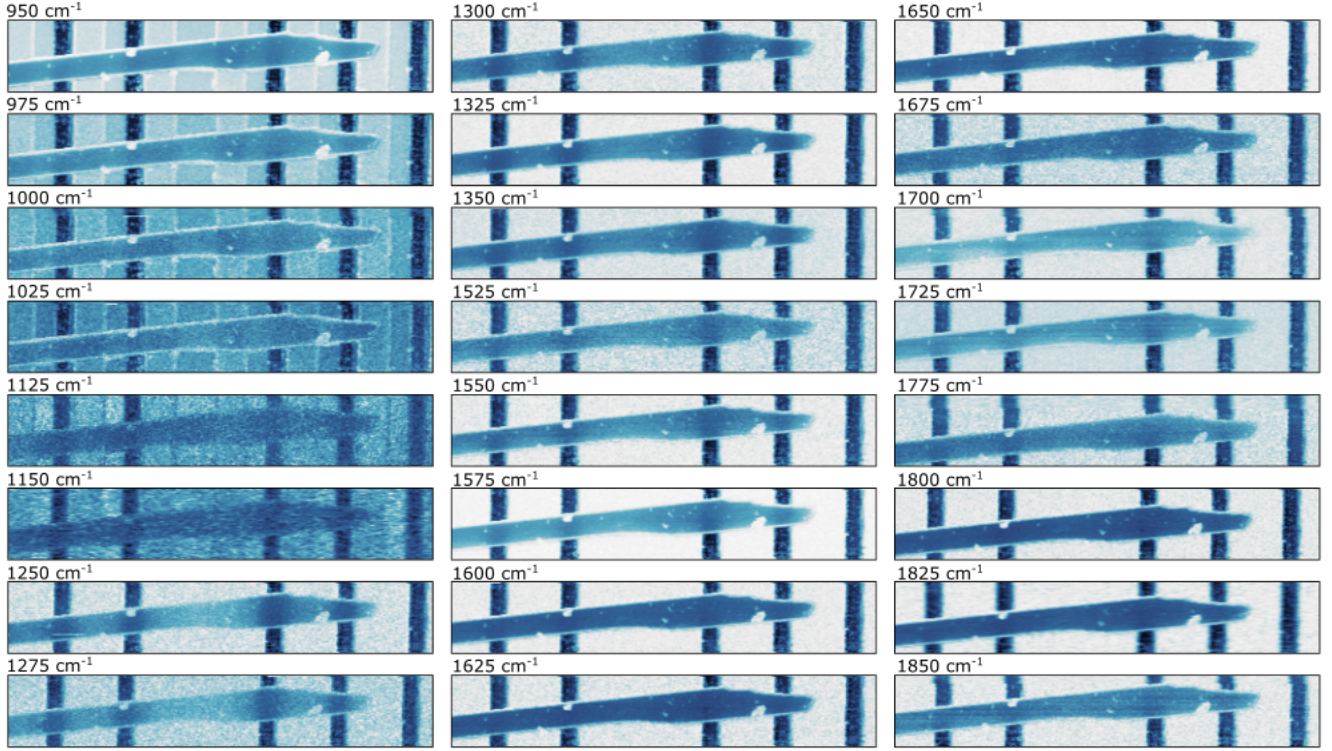 950 cm⁻¹
975 cm⁻¹
1000 cm⁻¹
1025 cm⁻¹
1125 cm⁻¹
1150 cm⁻¹
1250 cm⁻¹
1275 cm⁻¹
1300 cm⁻¹
1325 cm⁻¹
1350 cm⁻¹
1525 cm⁻¹
1550 cm⁻¹
1575 cm⁻¹
1600 cm⁻¹
1625 cm⁻¹
1650 cm⁻¹
1675 cm⁻¹
1700 cm⁻¹
1725 cm⁻¹
1775 cm⁻¹
1800 cm⁻¹
1825 cm⁻¹
1850 cm⁻¹